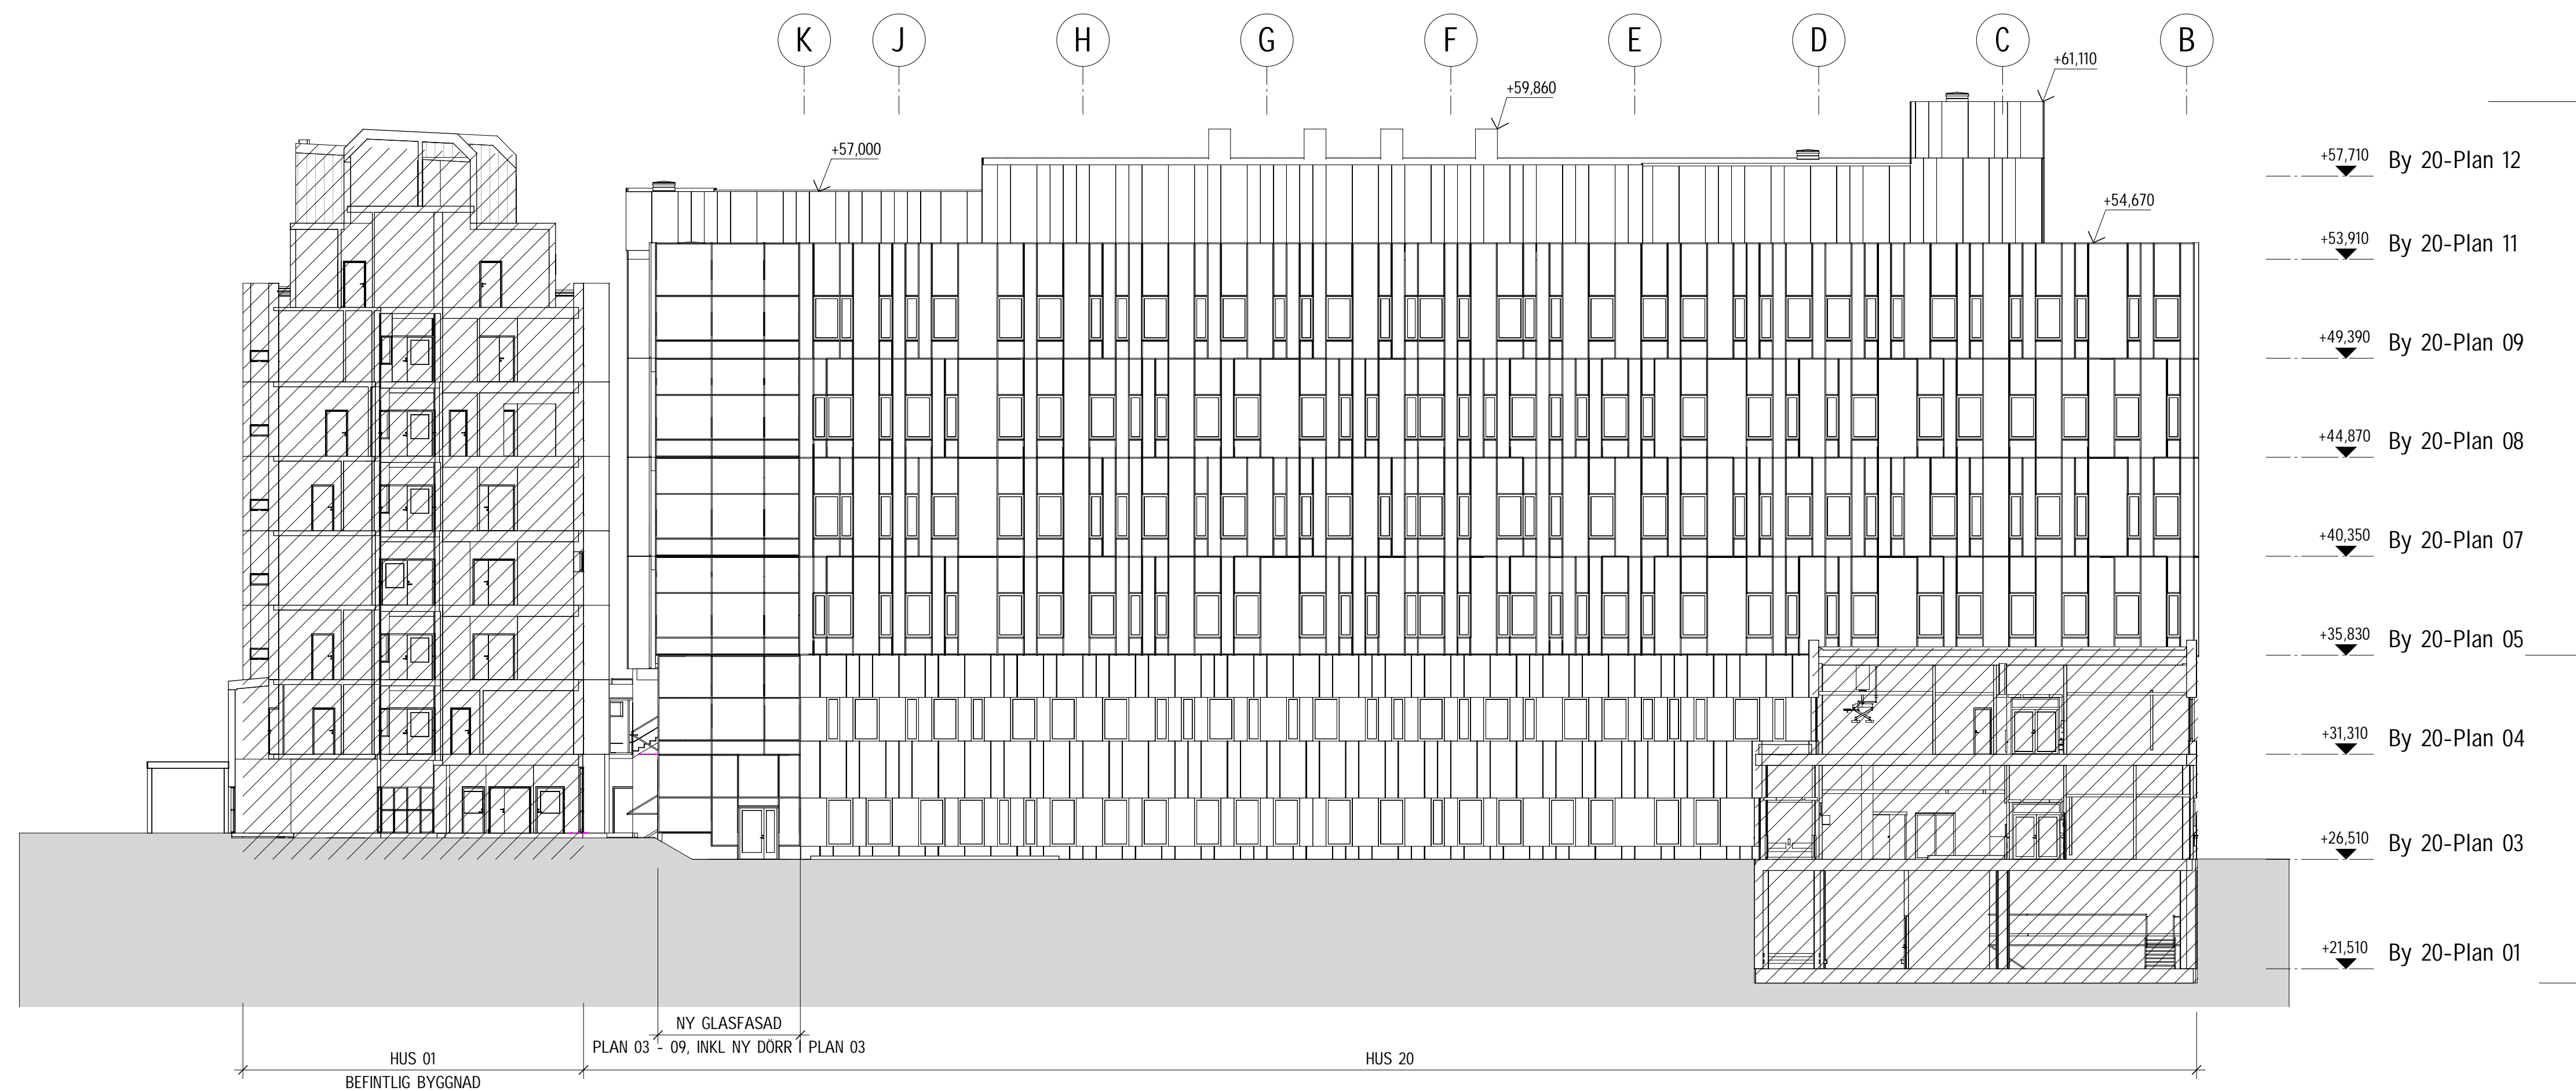 K J H G F E D C B
+61,110
+59,860
+57,000
+57,710 By 20-Plan 12
+54,670
+53,910 By 20-Plan 11
+49,390 By 20-Plan 09
+44,870 By 20-Plan 08
+40,350 By 20-Plan 07
+35,830 By 20-Plan 05
+31,310 By 20-Plan 04
+26,510 By 20-Plan 03
+21,510 By 20-Plan 01
NY GLASFASAD
PLAN 03 - 09, INKL NY DÖRR I PLAN 03
HUS 01
HUS 20
BEFINTLIG BYGGNAD